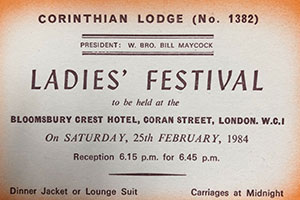 CORINTHIAN LODGE (No. 1382)
PRESIDENT: W. BRO. BILL MAYCOCK
LADIES' FESTIVAL
to be held at the
BLOOMSBURY CREST HOTEL, CORAN STREET, LONDON. W.C.I
On SATURDAY, 25th FEBRUARY, 1984
Reception 6.15 p.m. for 6.45 p.m.
Dinner Jacket or Lounge Suit
Carriages at Midnight